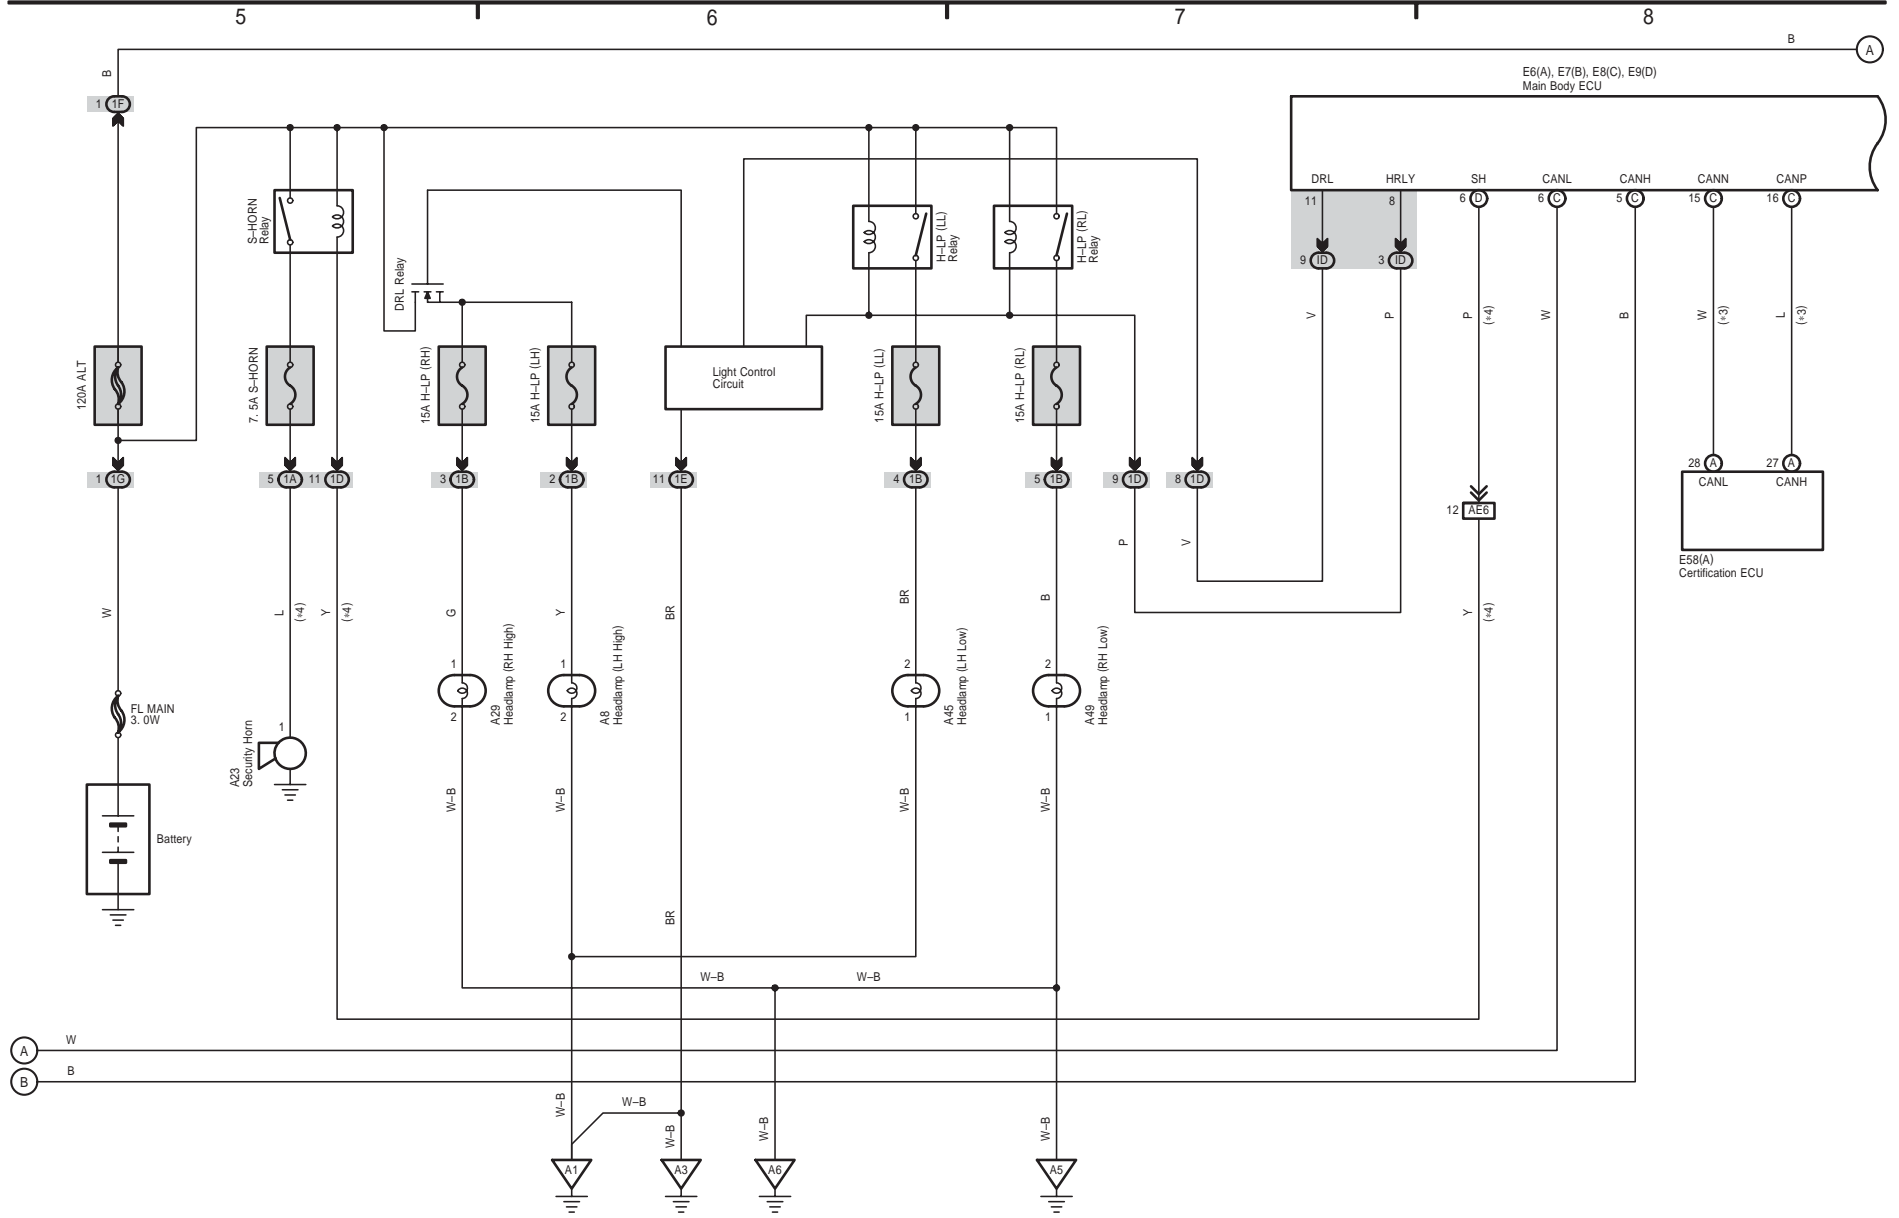 5 6 7 8
B
A
E6(A), E7(B), E8(C), E9(D)
Main Body ECU
B
1 1F
DRL HRLY SH CANL CANH CANN CANP
11 8 6 D 6 C 5 C 15 C 16 C
S–HORN
Relay
DRL Relay
H–LP (LL)
Relay
H–LP (RL)
Relay
9 ID 3 ID
V P P (*4) W B W (*3) L (*3)
120A ALT
7. 5A S–HORN
15A H–LP (RH)
15A H–LP (LH)
Light Control
Circuit
15A H–LP (LL)
15A H–LP (RL)
28 A 27 A
CANL CANH
1 1G 5 1A 11 1D 3 1B 2 1B 11 1E 4 1B 5 1B 9 1D 8 1D
12 AE6
P V
E58(A)
Certification ECU
W L (*4) Y (*4) G Y BR BR B Y (*4)
1 1 2 2
A29
Headlamp (RH High)
A8
Headlamp (LH High)
A45
Headlamp (LH Low)
A49
Headlamp (RH Low)
2 2 1 1
FL MAIN
3. 0W
1
A23
Security Horn
W–B W–B W–B W–B
Battery
BR
W–B W–B
A W
B B
W–B W–B W–B W–B W–B
A1 A3 A6 A5